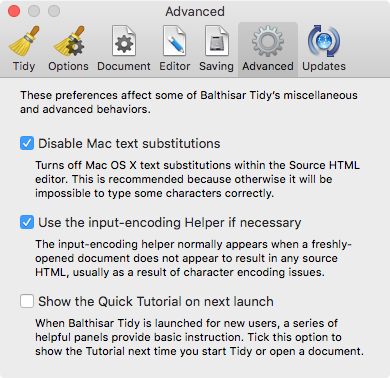 Advanced
Tidy Options Document Editor Saving Advanced Updates
These preferences affect some of Balthisar Tidy's miscellaneous
and advanced behaviors.
Disable Mac text substitutions
Turns off Mac OS X text substitutions within the Source HTML
editor. This is recommended because otherwise it will be
impossible to type some characters correctly.
Use the input-encoding Helper if necessary
The input-encoding helper normally appears when a freshly-
opened document does not appear to result in any source
HTML, usually as a result of character encoding issues.
Show the Quick Tutorial on next launch
When Balthisar Tidy is launched for new users, a series of
helpful panels provide basic instruction. Tick this option to
show the Tutorial next time you start Tidy or open a document.